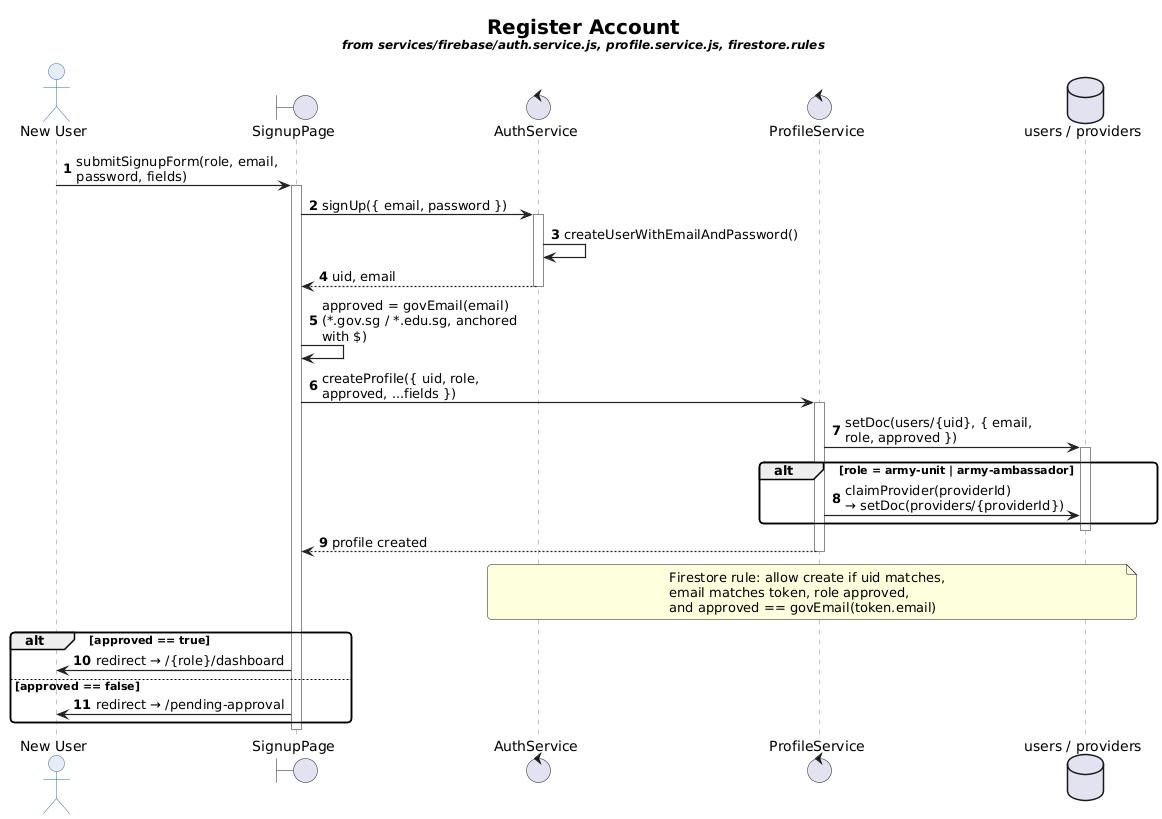 Register Account
from services/firebase/auth.service.js, profile.service.js, firestore.rules
New User
SignupPage
AuthService
ProfileService
users / providers
1 submitSignupForm(role, email,
password, fields)
2 signUp({ email, password })
3 createUserWithEmailAndPassword()
4 uid, email
5 approved = govEmail(email)
(*.gov.sg / *.edu.sg, anchored
with $)
6 createProfile({ uid, role,
approved, ...fields })
7 setDoc(users/{uid}, { email,
role, approved })
alt [role = army-unit | army-ambassador]
8 claimProvider(providerId)
→ setDoc(providers/{providerId})
9 profile created
Firestore rule: allow create if uid matches,
email matches token, role approved,
and approved == govEmail(token.email)
alt [approved == true]
10 redirect → /{role}/dashboard
[approved == false]
11 redirect → /pending-approval
New User
SignupPage
AuthService
ProfileService
users / providers